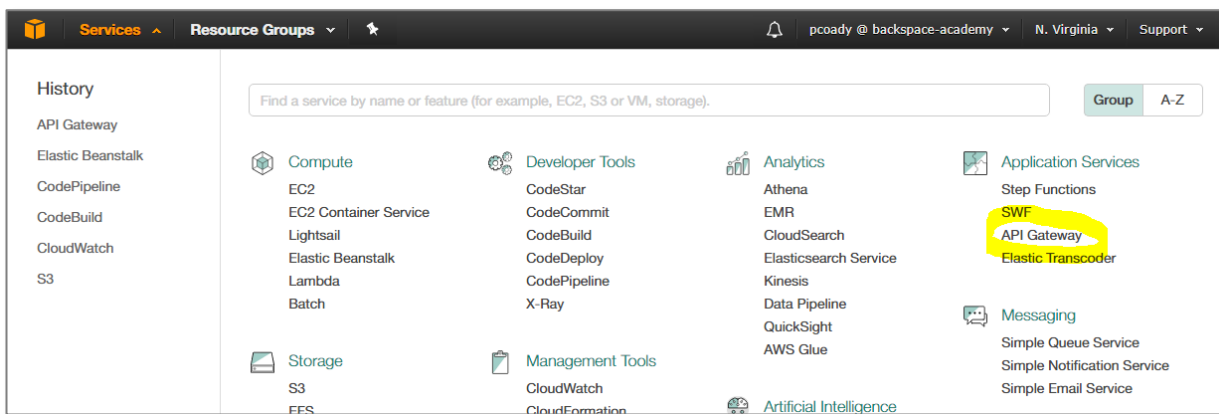 Services
Resource Groups
pcoady @ backspace-academy
N. Virginia
Support
History
API Gateway
Elastic Beanstalk
CodePipeline
CodeBuild
CloudWatch
S3
Find a service by name or feature (for example, EC2, S3 or VM, storage).
Group
A-Z
Compute
EC2
EC2 Container Service
Lightsail
Elastic Beanstalk
Lambda
Batch
Storage
S3
EFS
Developer Tools
CodeStar
CodeCommit
CodeBuild
CodeDeploy
CodePipeline
X-Ray
Management Tools
CloudWatch
CloudFormation
Analytics
Athena
EMR
CloudSearch
Elasticsearch Service
Kinesis
Data Pipeline
QuickSight
AWS Glue
Artificial Intelligence
Application Services
Step Functions
SWF
API Gateway
Elastic Transcoder
Messaging
Simple Queue Service
Simple Notification Service
Simple Email Service